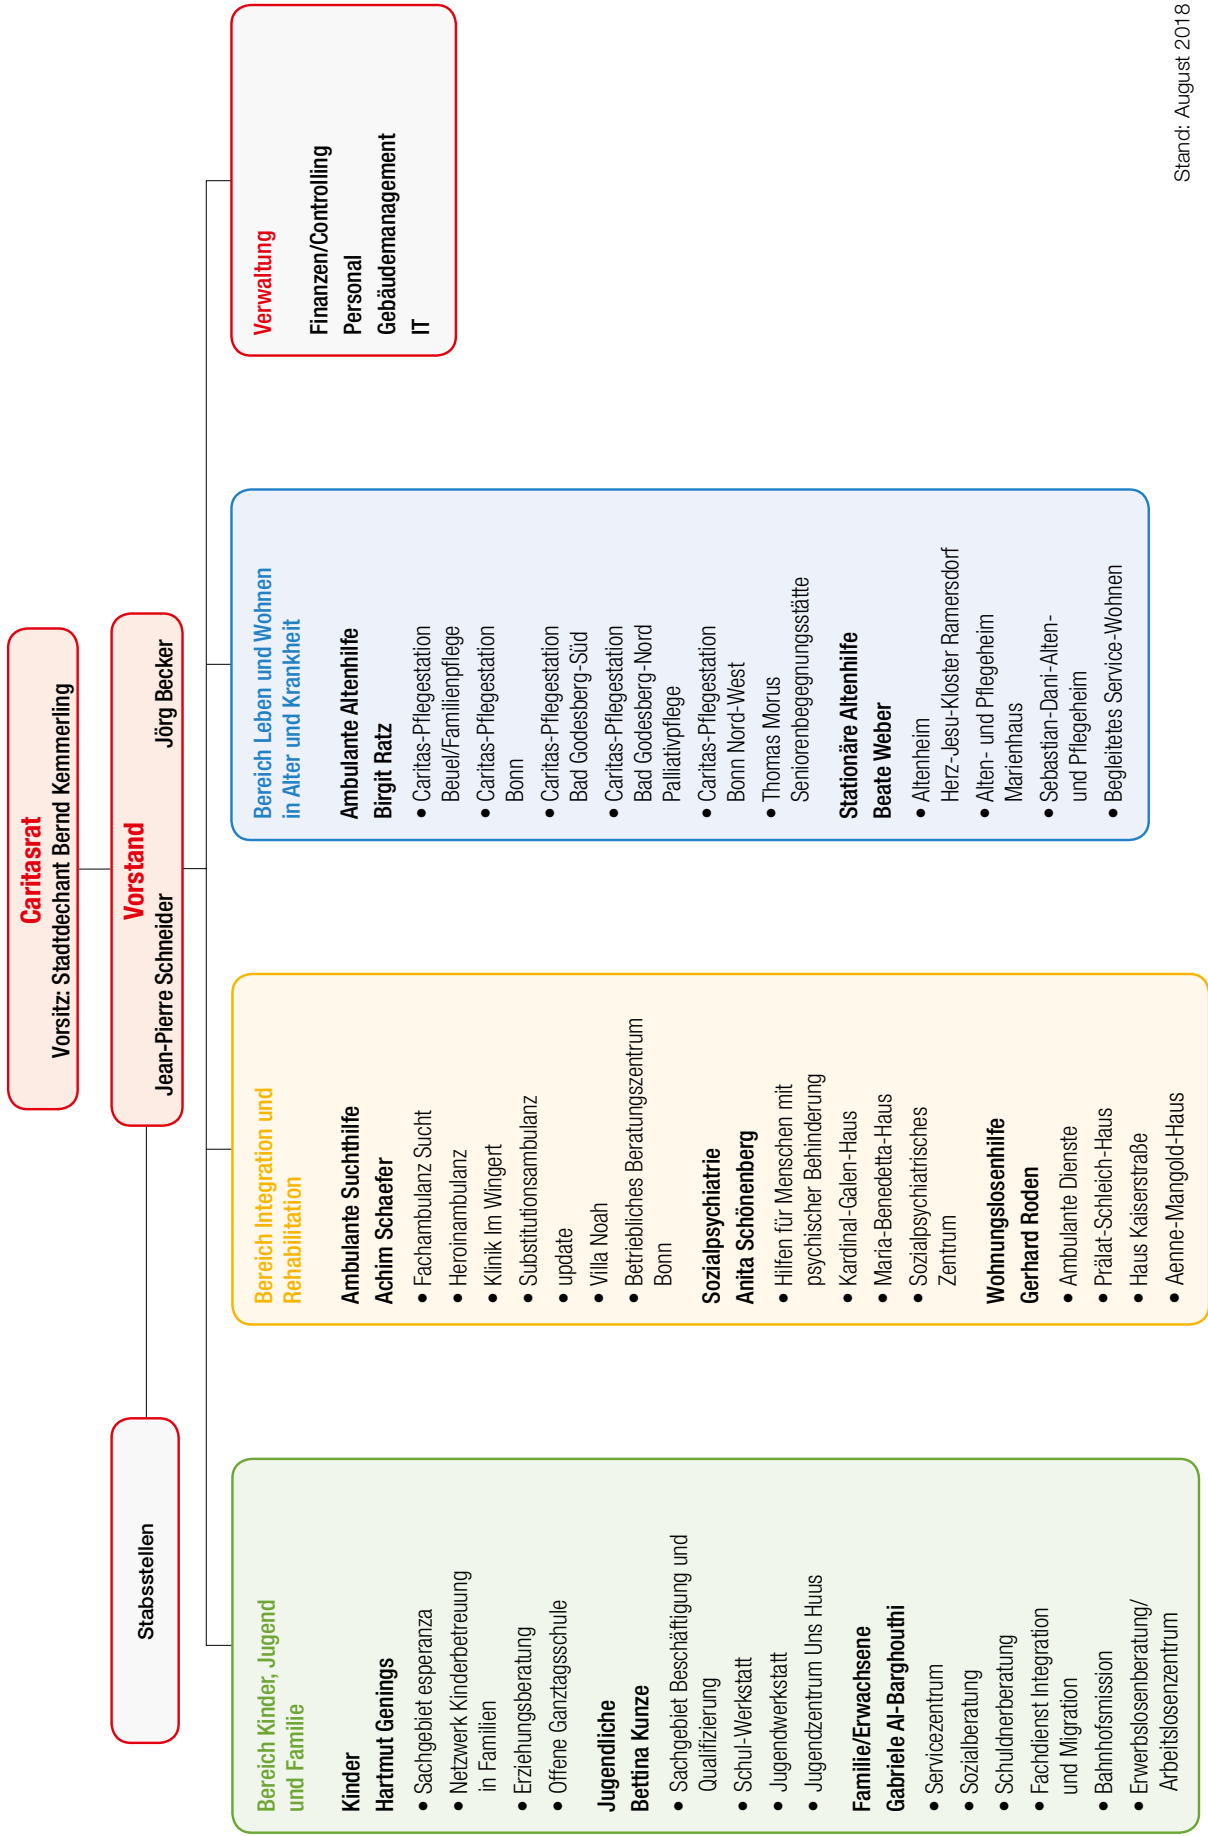 Caritasrat
Vorsitz: Stadtdechant Bernd Kemmerling
Vorstand
Jean-Pierre Schneider
Jörg Becker
Stabsstellen
Bereich Kinder, Jugend
und Familie
Kinder
Hartmut Genings
• Sachgebiet esperanza
• Netzwerk Kinderbetreuung
in Familien
• Erziehungsberatung
• Offene Ganztagsschule
Jugendliche
Bettina Kunze
• Sachgebiet Beschäftigung und
Qualifizierung
• Schul-Werkstatt
• Jugendwerkstatt
• Jugendzentrum Uns Huus
Familie/Erwachsene
Gabriele Al-Barghouthi
• Servicezentrum
• Sozialberatung
• Schuldnerberatung
• Fachdienst Integration
und Migration
• Bahnhofsmission
• Erwerbslosenberatung/
Arbeitslosenzentrum
Bereich Integration und
Rehabilitation
Ambulante Suchthilfe
Achim Schaefer
• Fachambulanz Sucht
• Heroinambulanz
• Klinik Im Wingert
• Substitutionsambulanz
• update
• Villa Noah
• Betriebliches Beratungszentrum
Bonn
Sozialpsychiatrie
Anita Schönenberg
• Hilfen für Menschen mit
psychischer Behinderung
• Kardinal-Galen-Haus
• Maria-Benedetta-Haus
• Sozialpsychiatrisches
Zentrum
Wohnungslosenhilfe
Gerhard Roden
• Ambulante Dienste
• Prälat-Schleich-Haus
• Haus Kaiserstraße
• Aenne-Mangold-Haus
Bereich Leben und Wohnen
in Alter und Krankheit
Ambulante Altenhilfe
Birgit Ratz
• Caritas-Pflegestation
Beuel/Familienpflege
• Caritas-Pflegestation
Bonn
• Caritas-Pflegestation
Bad Godesberg-Süd
• Caritas-Pflegestation
Bad Godesberg-Nord
Palliativpflege
• Caritas-Pflegestation
Bonn Nord-West
• Thomas Morus
Seniorenbegegnungsstätte
Stationäre Altenhilfe
Beate Weber
• Altenheim
Herz-Jesu-Kloster Ramersdorf
• Alten- und Pflegeheim
Marienhaus
• Sebastian-Dani-Alten-
und Pflegeheim
• Begleitetes Service-Wohnen
Verwaltung
Finanzen/Controlling
Personal
Gebäudemanagement
IT
Stand: August 2018